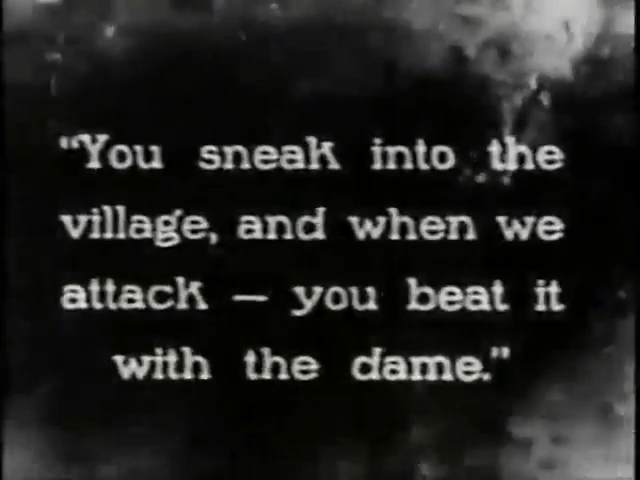 "You sneak into the
village, and when we
attack — you beat it
with the dame."